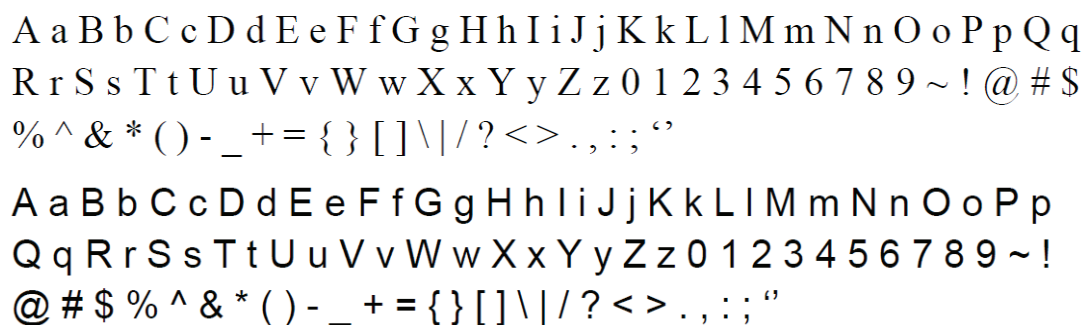 A a B b C c D d E e F f G g H h I i J j K k L l M m N n O o P p Q q
R r S s T t U u V v W w X x Y y Z z 0 1 2 3 4 5 6 7 8 9 ~ ! @ # $
% ^ & * ( ) - _ + = { } [ ] \ | / ? < > . , : ; ‘ ’
A a B b C c D d E e F f G g H h I i J j K k L l M m N n O o P p
Q q R r S s T t U u V v W w X x Y y Z z 0 1 2 3 4 5 6 7 8 9 ~ !
@ # $ % ^ & * ( ) - _ + = { } [ ] \ | / ? < > . , : ; ‘ ’